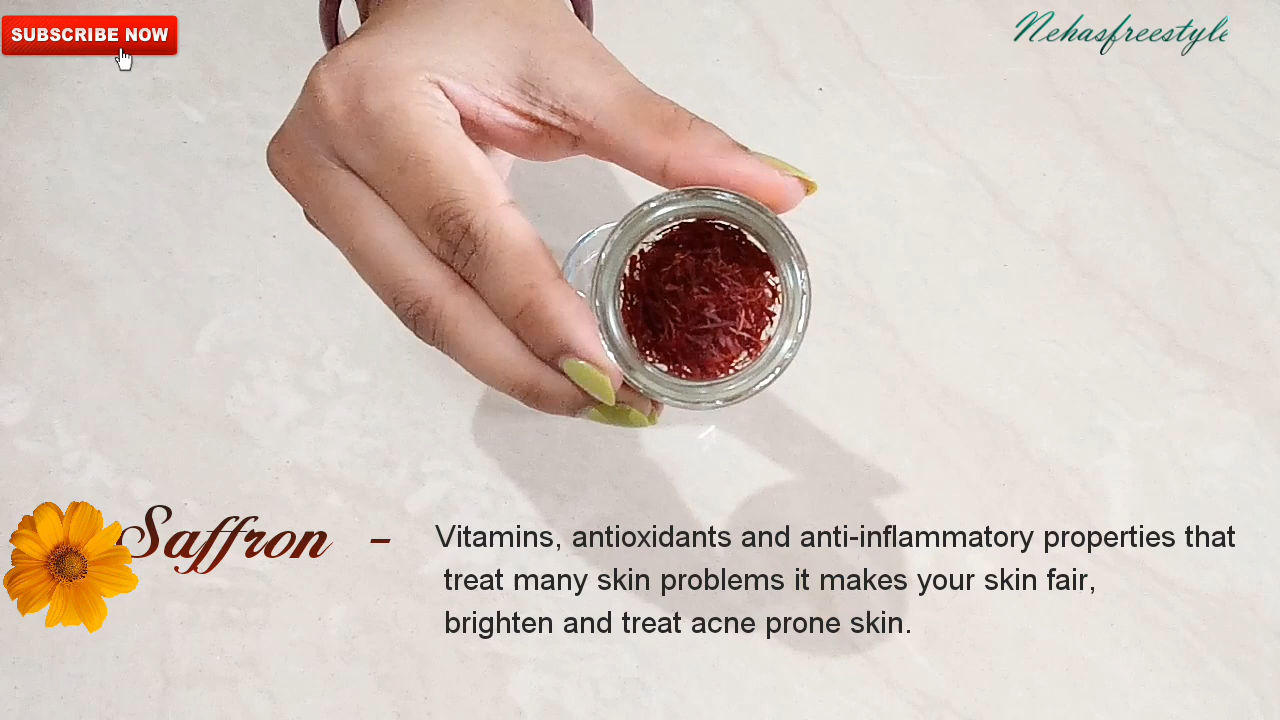 SUBSCRIBE NOW
Nehasfreestyle
Saffron - Vitamins, antioxidants and anti-inflammatory properties that
treat many skin problems it makes your skin fair,
brighten and treat acne prone skin.